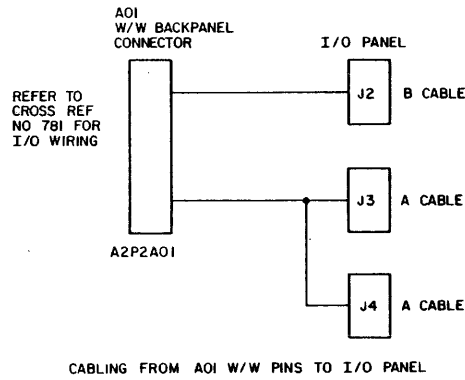 A01
W/W BACKPANEL
CONNECTOR
I/O PANEL
REFER TO
CROSS REF
NO 781 FOR
I/O WIRING
J2 B CABLE
J3 A CABLE
A2P2A01
J4 A CABLE
CABLING FROM A01 W/W PINS TO I/O PANEL